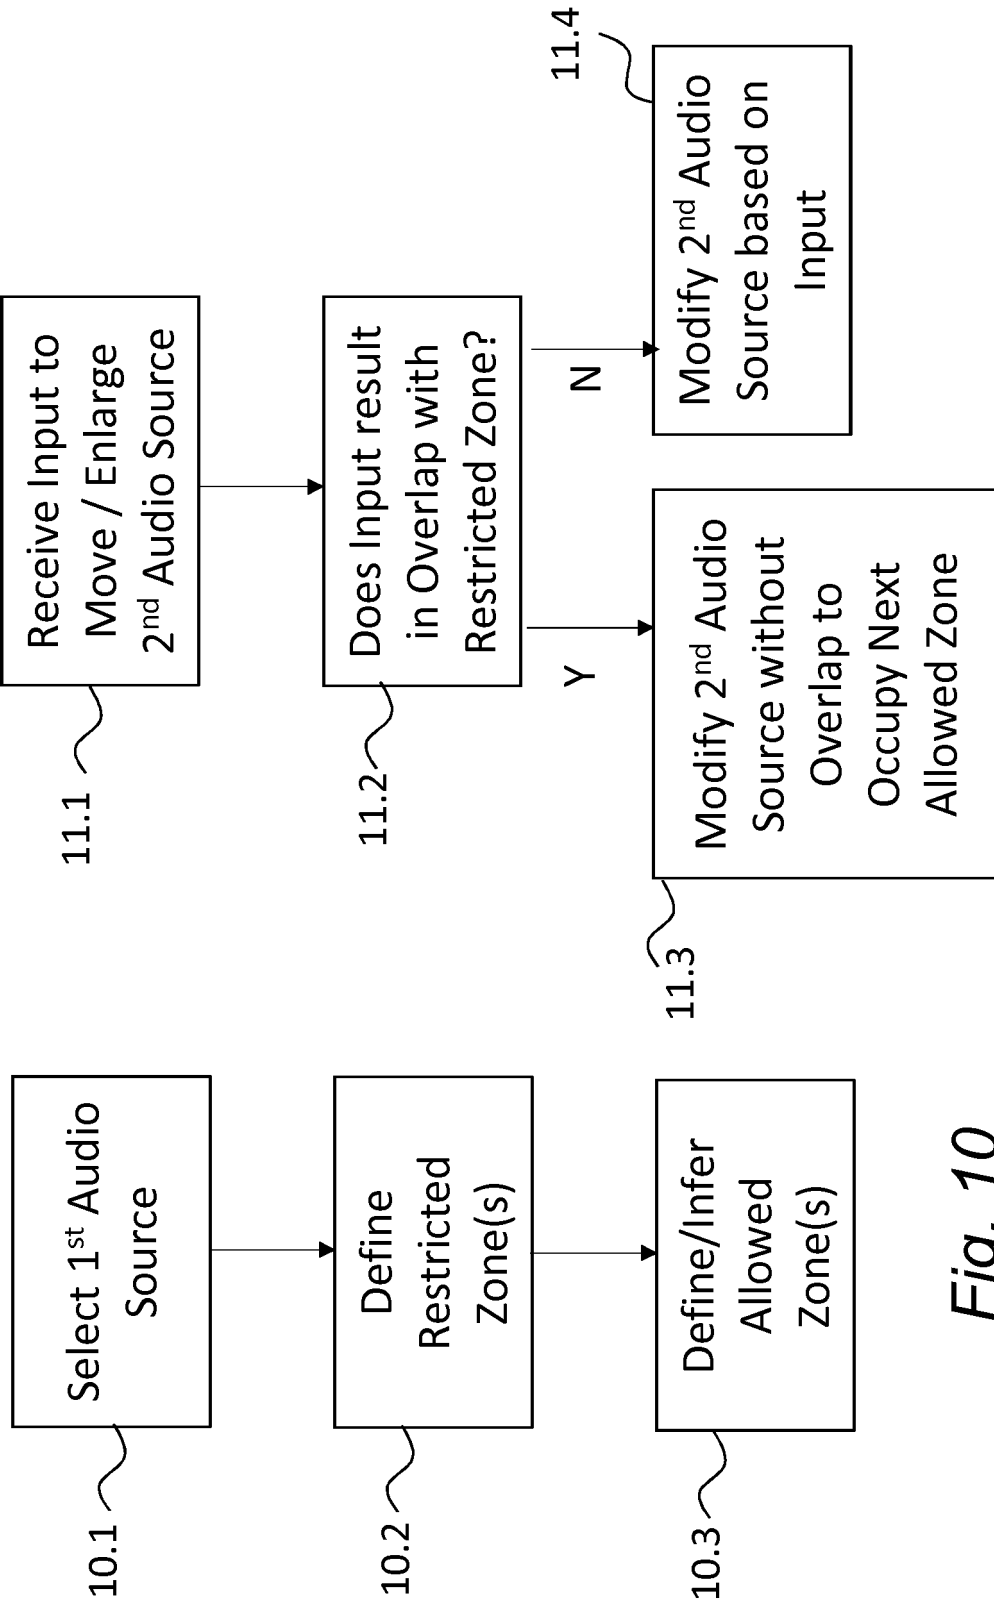 10.1
Select 1st Audio
Source
10.2
Define
Restricted
Zone(s)
10.3
Define/Infer
Allowed
Zone(s)
Fig. 10
11.1
Receive Input to
Move / Enlarge
2nd Audio Source
11.2
Does Input result
in Overlap with
Restricted Zone?
Y
N
11.3
Modify 2nd Audio
Source without
Overlap to
Occupy Next
Allowed Zone
11.4
Modify 2nd Audio
Source based on
Input